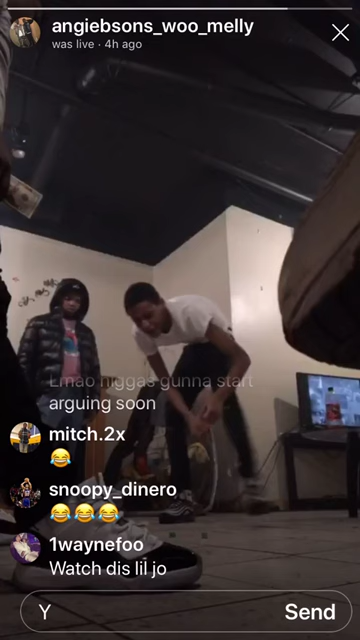 angiebsons_woo_melly
was live · 4h ago
Lmao niggas gunna start
arguing soon
mitch.2x
😂
snoopy_dinero
😂😂😂
1waynefoo
Watch dis lil jo
Y
Send